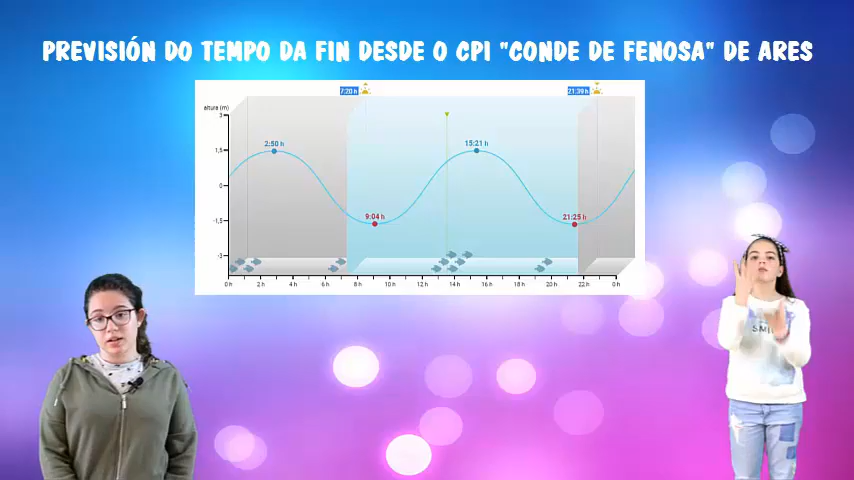 PREVISIÓN DO TEMPO DA FIN DESDE O CPI "CONDE DE FENOSA" DE ARES
7:20 h 21:39 h
altura (m)
3
2:50 h 15:21 h
1,5
0
9:04 h 21:25 h
-1,5
-3
0 h 2 h 4 h 6 h 8 h 10 h 12 h 14 h 16 h 18 h 20 h 22 h 0 h
SMI